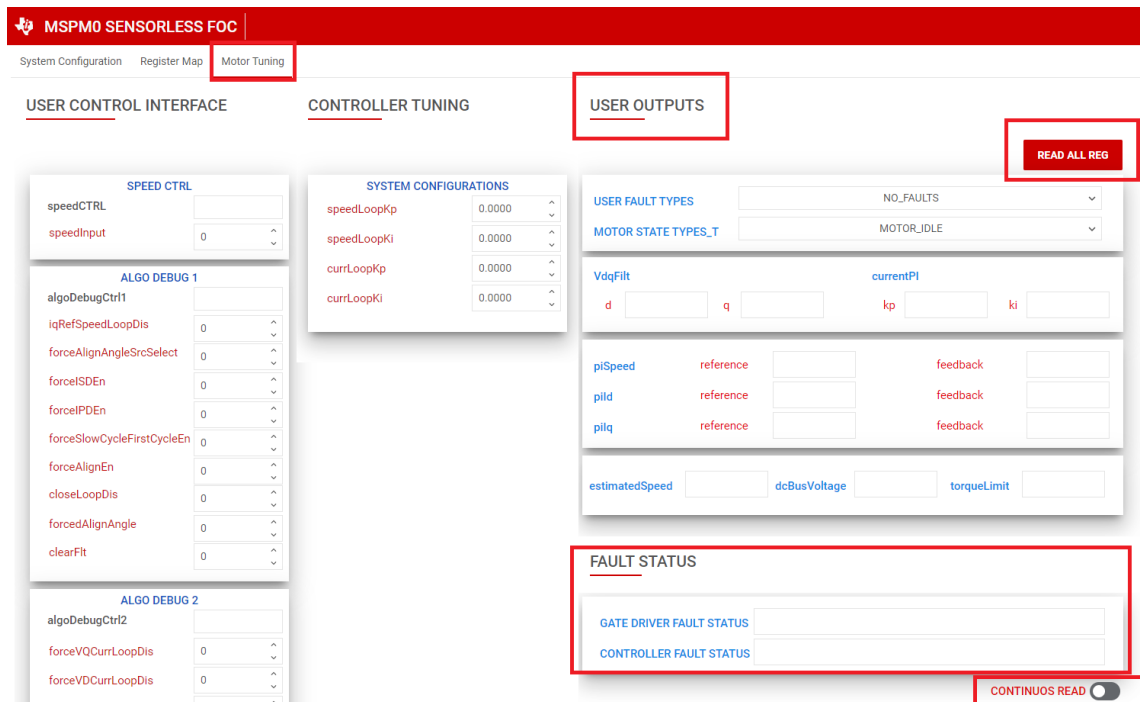 MSPM0 SENSORLESS FOC
System Configuration Register Map Motor Tuning
USER CONTROL INTERFACE
SPEED CTRL
speedCTRL
speedInput 0
ALGO DEBUG 1
algoDebugCtrl1
iqRefSpeedLoopDis 0
forceAlignAngleSrcSelect 0
forceISDEn 0
forceIPDEn 0
forceSlowCycleFirstCycleEn 0
forceAlignEn 0
closeLoopDis 0
forcedAlignAngle 0
clearFlt 0
ALGO DEBUG 2
algoDebugCtrl2
forceVQCurrLoopDis 0
forceVDCurrLoopDis 0
CONTROLLER TUNING
SYSTEM CONFIGURATIONS
speedLoopKp 0.0000
speedLoopKi 0.0000
currLoopKp 0.0000
currLoopKi 0.0000
USER OUTPUTS
READ ALL REG
USER FAULT TYPES NO_FAULTS
MOTOR STATE TYPES_T MOTOR_IDLE
VdqFilt currentPI
d q kp ki
piSpeed reference feedback
piId reference feedback
piIq reference feedback
estimatedSpeed dcBusVoltage torqueLimit
FAULT STATUS
GATE DRIVER FAULT STATUS
CONTROLLER FAULT STATUS
CONTINUOS READ